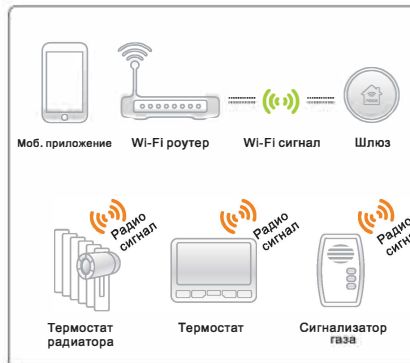 Моб. приложение Wi-Fi роутер Wi-Fi сигнал Шлюз
Радио сигнал
Радио сигнал
Радио сигнал
Термостат радиатора
Термостат
Сигнализатор газа